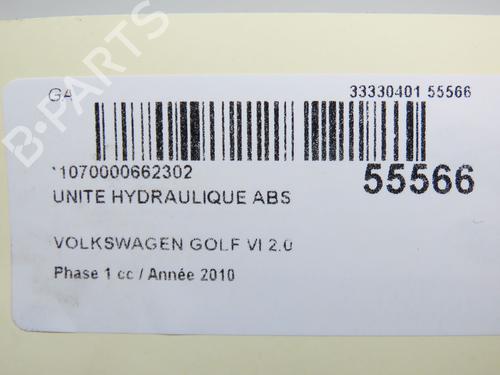 GA
33330401 55566
'1070000662302
55566
UNITE HYDRAULIQUE ABS
VOLKSWAGEN GOLF VI 2.0
Phase 1 cc / Année 2010
B-PARTS